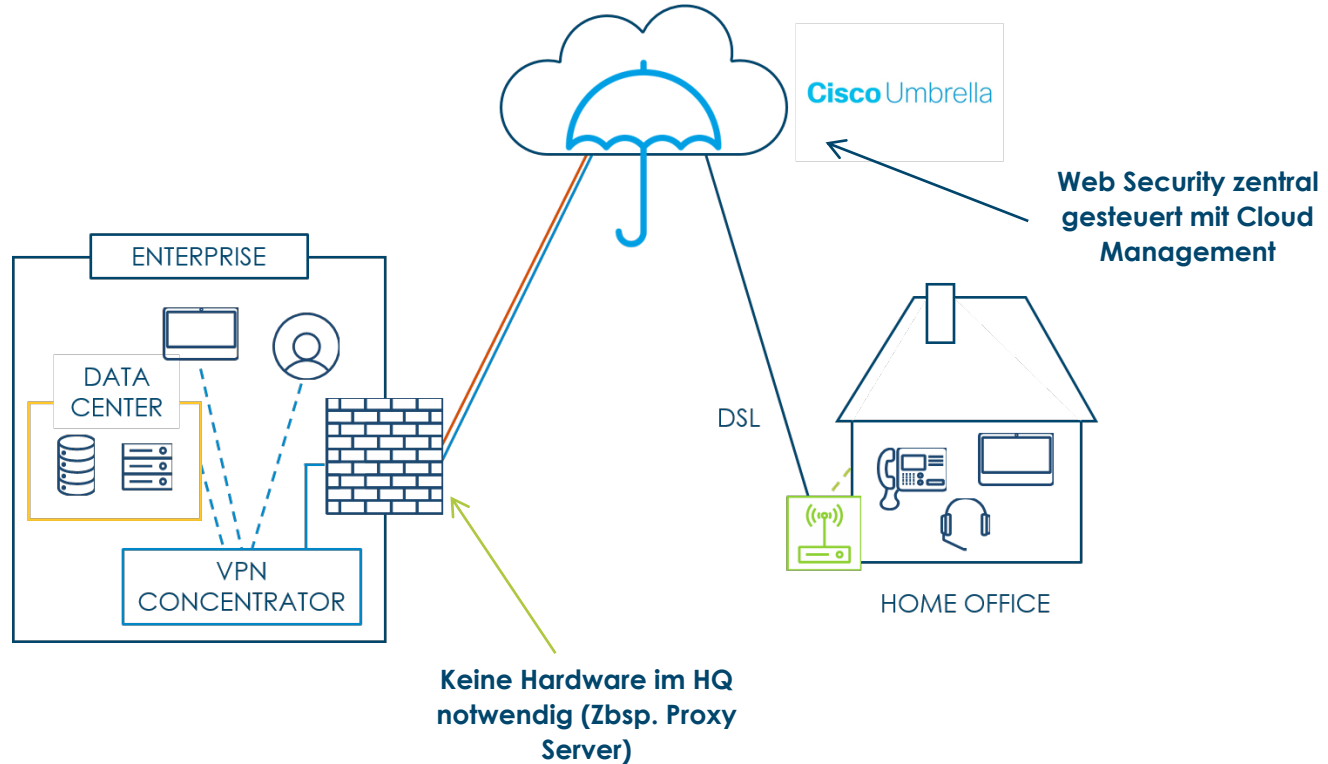 Cisco Umbrella
Web Security zentral
gesteuert mit Cloud
Management
ENTERPRISE
DATA
CENTER
VPN
CONCENTRATOR
DSL
HOME OFFICE
Keine Hardware im HQ
notwendig (Zbsp. Proxy
Server)